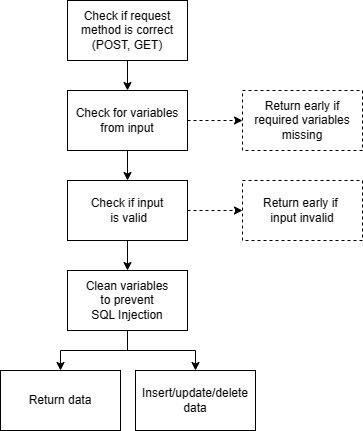 Check if request
method is correct
(POST, GET)
Check for variables
from input
Return early if
required variables
missing
Check if input
is valid
Return early if
input invalid
Clean variables
to prevent
SQL Injection
Return data
Insert/update/delete
data